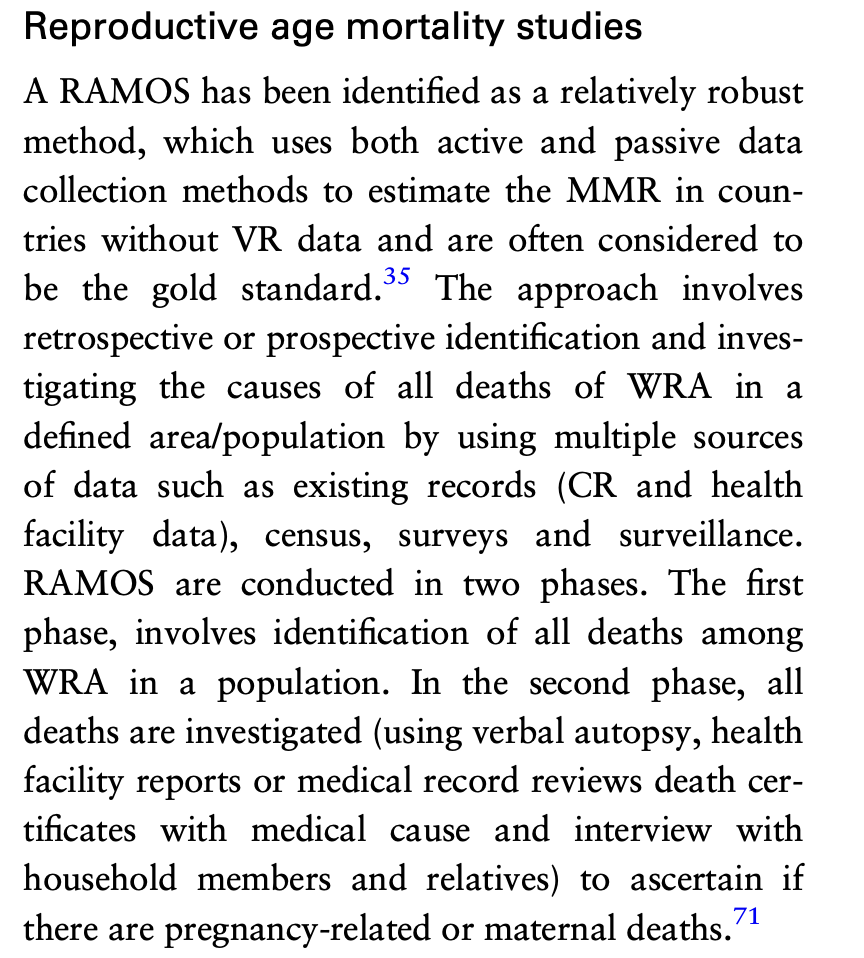 Reproductive age mortality studies
A RAMOS has been identified as a relatively robust
method, which uses both active and passive data
collection methods to estimate the MMR in coun-
tries without VR data and are often considered to
be the gold standard.35 The approach involves
retrospective or prospective identification and inves-
tigating the causes of all deaths of WRA in a
defined area/population by using multiple sources
of data such as existing records (CR and health
facility data), census, surveys and surveillance.
RAMOS are conducted in two phases. The first
phase, involves identification of all deaths among
WRA in a population. In the second phase, all
deaths are investigated (using verbal autopsy, health
facility reports or medical record reviews death cer-
tificates with medical cause and interview with
household members and relatives) to ascertain if
there are pregnancy-related or maternal deaths.71